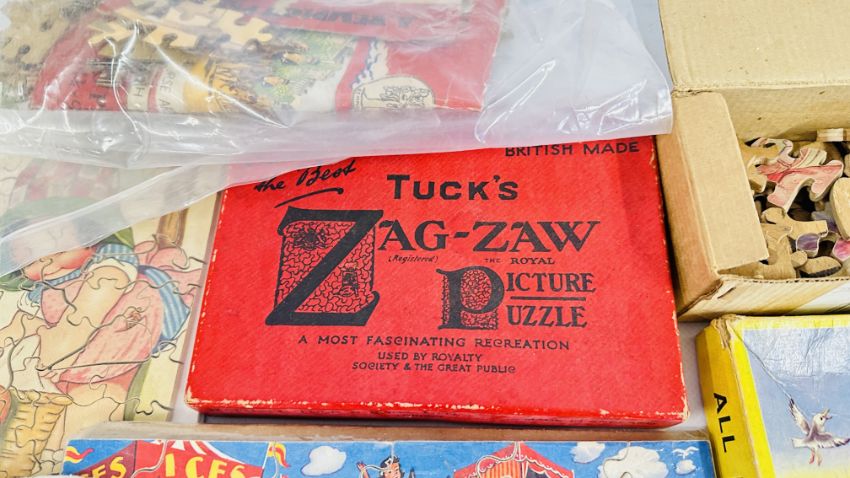 BRITISH MADE
the Best
TUCK'S
ZAG-ZAW
(Registered) THE ROYAL
PICTURE
PUZZLE
A MOST FASCINATING RECREATION
USED BY ROYALTY
SOCIETY & THE GREAT PUBLIC
ALL
ICES